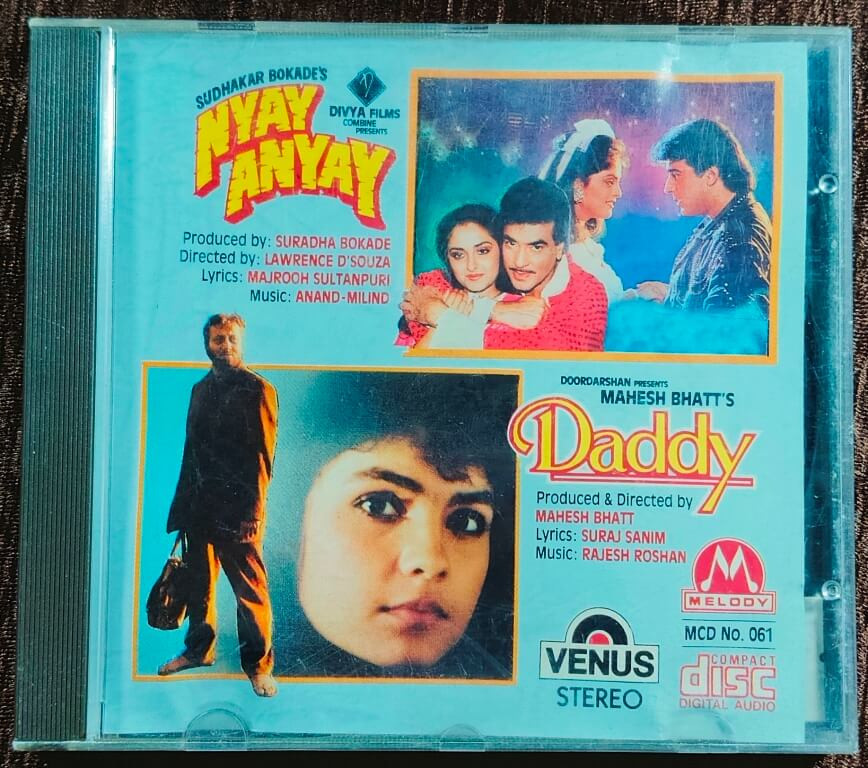 SUDHAKAR BOKADE'S
NYAY
ANYAY
DIVYA FILMS
COMBINE
PRESENTS
Produced by: SURADHA BOKADE
Directed by: LAWRENCE D'SOUZA
Lyrics: MAJROOH SULTANPURI
Music: ANAND-MILIND
DOORDARSHAN PRESENTS
MAHESH BHATT'S
Daddy
Produced & Directed by
MAHESH BHATT
Lyrics: SURAJ SANIM
Music: RAJESH ROSHAN
M
MELODY
MCD No. 061
VENUS
STEREO
COMPACT
disc
DIGITAL AUDIO